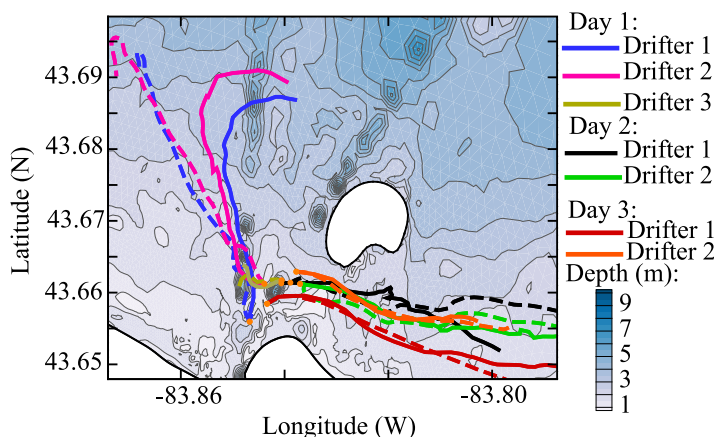 Day 1:
Drifter 1
Drifter 2
Drifter 3
Day 2:
Drifter 1
Drifter 2
Day 3:
Drifter 1
Drifter 2
Depth (m):
9
7
5
3
1
43.69
43.68
43.67
43.66
43.65
Latitude (N)
-83.86
-83.80
Longitude (W)